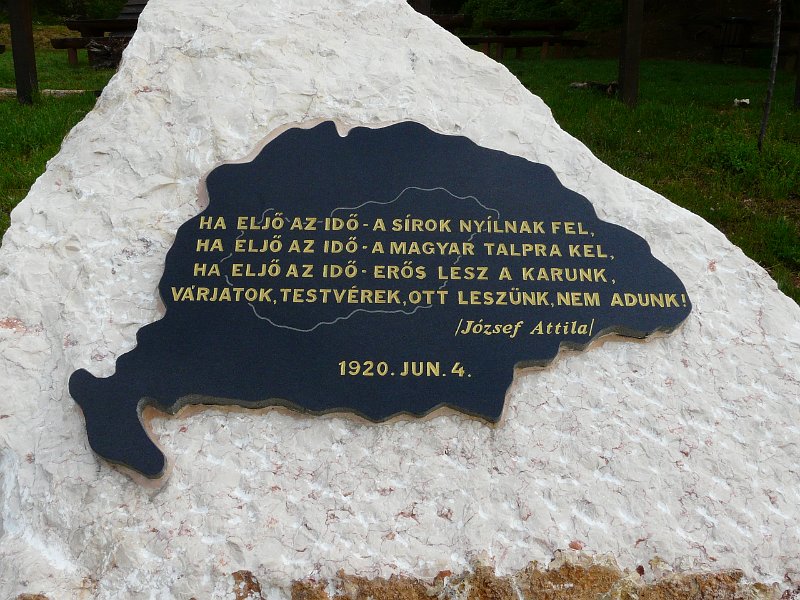 HA ELJŐ AZ IDŐ - A SÍROK NYÍLNAK FEL,
HA ELJŐ AZ IDŐ - A MAGYAR TALPRA KEL,
HA ELJŐ AZ IDŐ - ERŐS LESZ A KARUNK,
VÁRJATOK, TESTVÉREK, OTT LESZÜNK, NEM ADUNK!
/József Attila/
1920. JUN. 4.